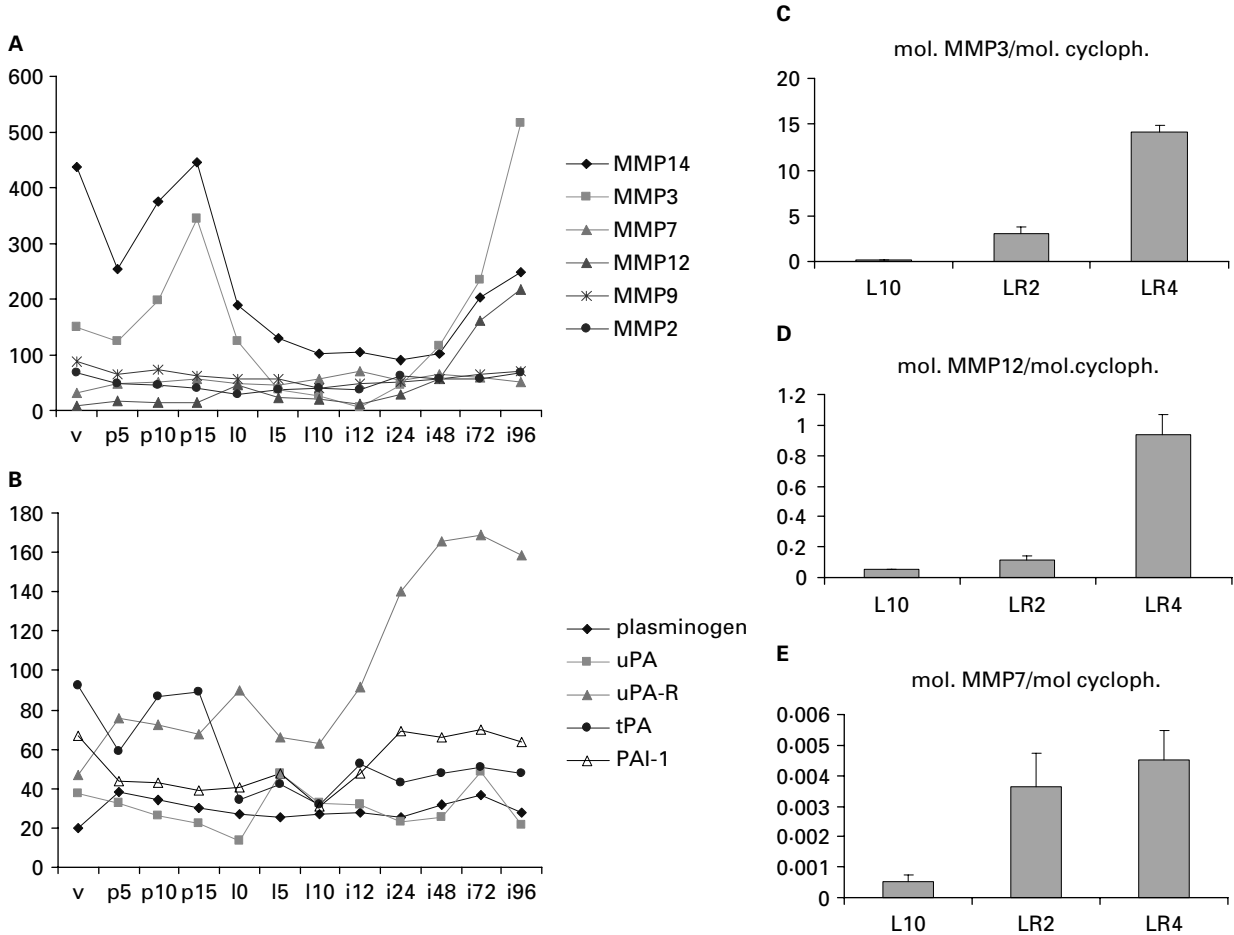 A
600
500
400
300
200
100
0
v p5 p10 p15 l0 l5 l10 i12 i24 i48 i72 i96
MMP14
MMP3
MMP7
MMP12
MMP9
MMP2
B
180
160
140
120
100
80
60
40
20
0
v p5 p10 p15 l0 l5 l10 i12 i24 i48 i72 i96
plasminogen
uPA
uPA-R
tPA
PAI-1
C
mol. MMP3/mol. cycloph.
20
15
10
5
0
L10 LR2 LR4
D
mol. MMP12/mol.cycloph.
1·2
1
0·8
0·6
0·4
0·2
0
L10 LR2 LR4
E
mol. MMP7/mol cycloph.
0·006
0·005
0·004
0·003
0·002
0·001
0
L10 LR2 LR4